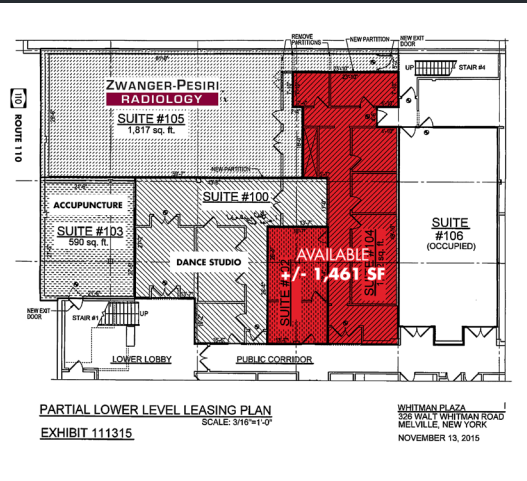 REMOVE
PARTITIONS
NEW PARTITION
NEW EXIT
DOOR
UP
STAIR #4
110
ROUTE 110
ZWANGER-PESIRI
RADIOLOGY
SUITE #105
1,817 sq. ft.
NEW PARTITION
ACCUPUNCTURE
SUITE #103
590 sq. ft.
SUITE #100
DANCE STUDIO
SUITE
#106
(OCCUPIED)
AVAILABLE
+/- 1,461 SF
SUITE #102
SUITE #104
NEW EXIT
DOOR
STAIR #1
UP
LOWER LOBBY
PUBLIC CORRIDOR
PARTIAL LOWER LEVEL LEASING PLAN
SCALE: 3/16"=1'-0"
EXHIBIT 111315
WHITMAN PLAZA
326 WALT WHITMAN ROAD
MELVILLE, NEW YORK
NOVEMBER 13, 2015